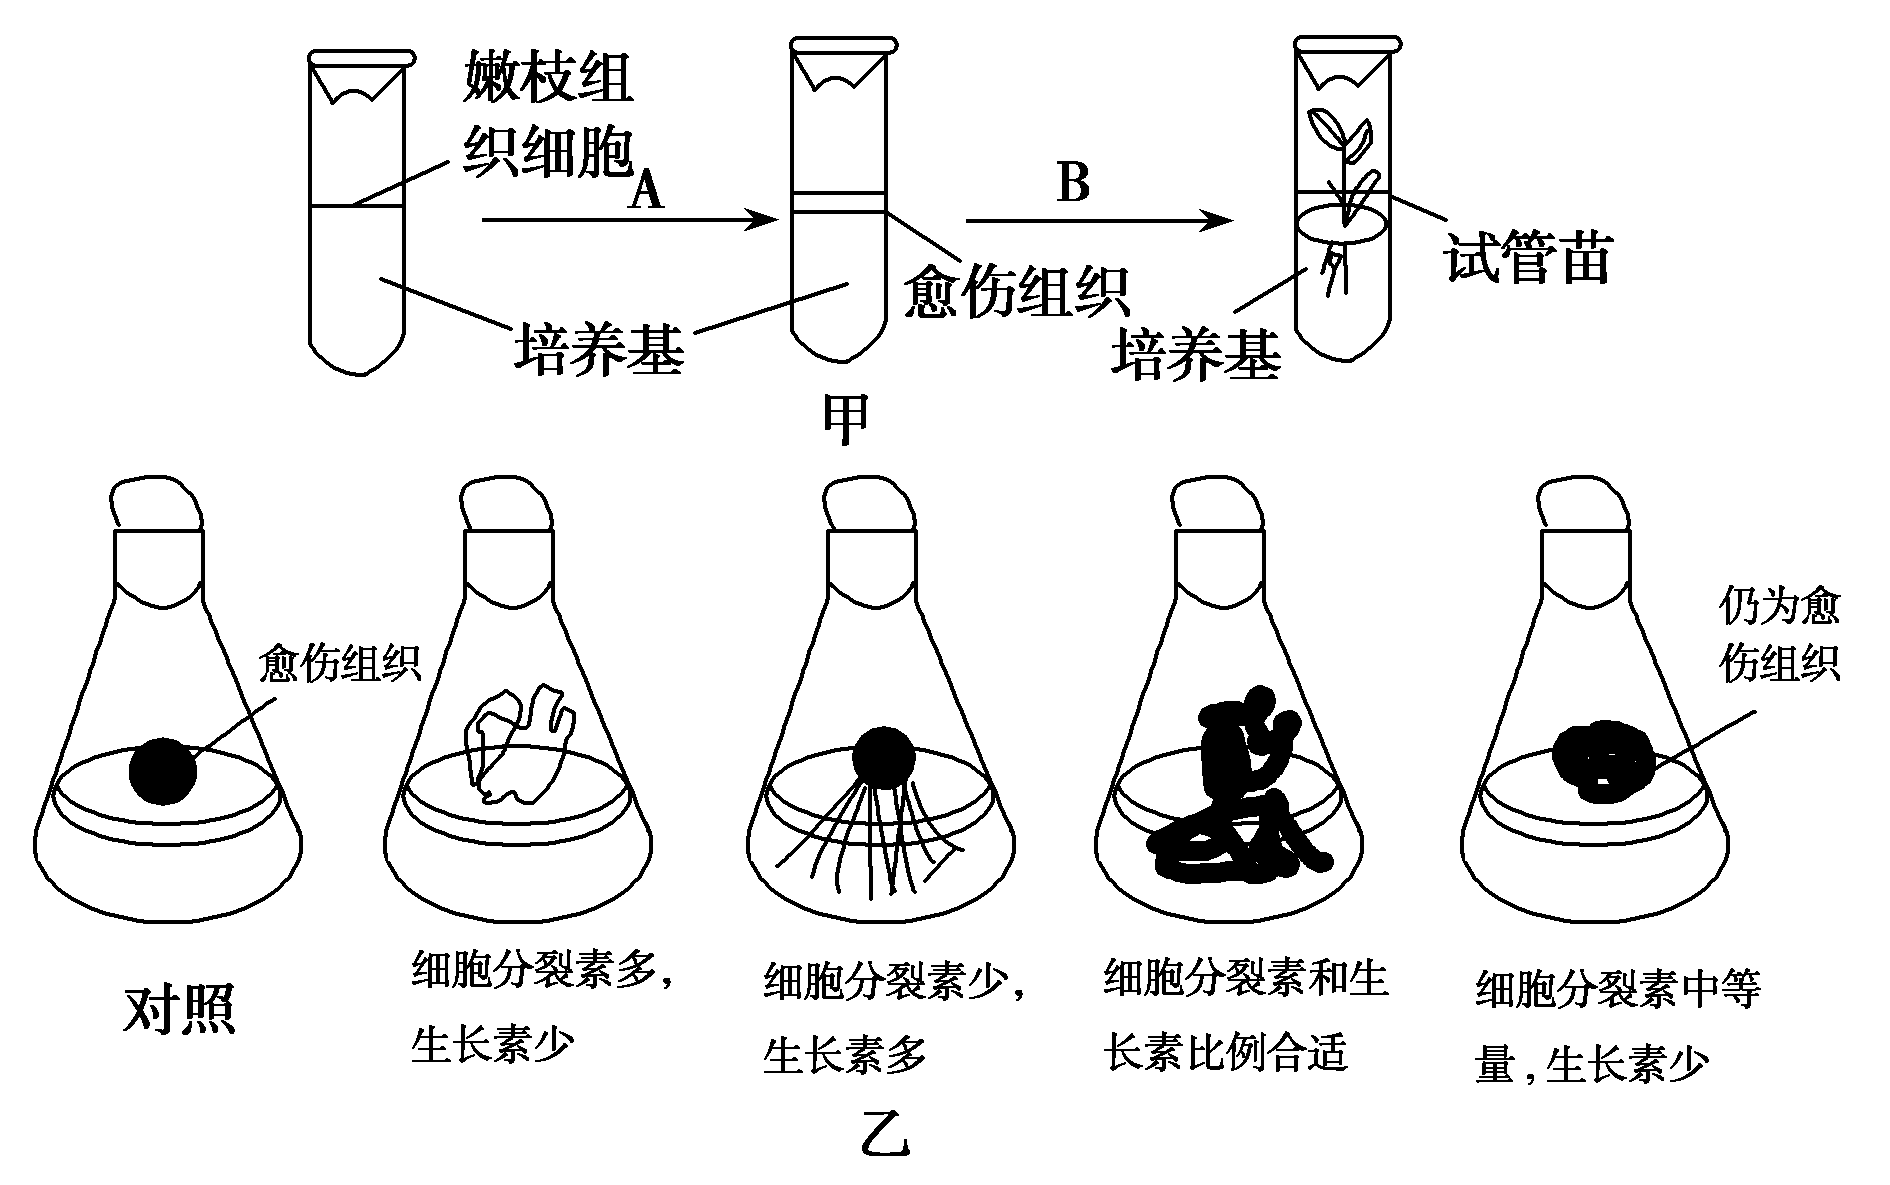 嫩枝组
织细胞
A
B
愈伤组织
试管苗
培养基
培养基
甲
愈伤组织
仍为愈
伤组织
对照
细胞分裂素多，
生长素少
细胞分裂素少，
生长素多
细胞分裂素和生
长素比例合适
细胞分裂素中等
量，生长素少
乙